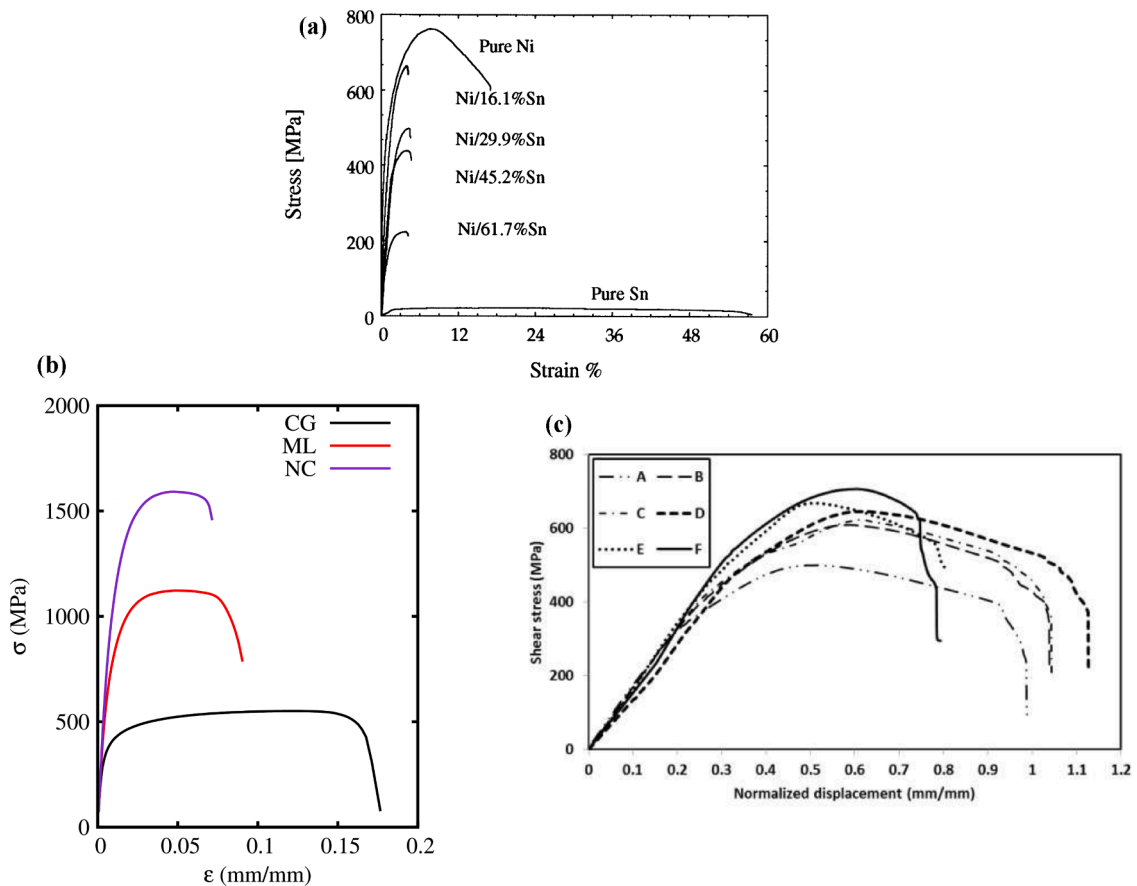 (a)
800
600
400
200
0
Stress [MPa]
Pure Ni
Ni/16.1%Sn
Ni/29.9%Sn
Ni/45.2%Sn
Ni/61.7%Sn
Pure Sn
0 12 24 36 48 60
Strain %
(b)
2000
1500
1000
500
0
σ (MPa)
CG
ML
NC
0 0.05 0.1 0.15 0.2
ε (mm/mm)
(c)
800
600
400
200
0
Shear stress (MPa)
A B
C D
E F
0 0.1 0.2 0.3 0.4 0.5 0.6 0.7 0.8 0.9 1 1.1 1.2
Normalized displacement (mm/mm)